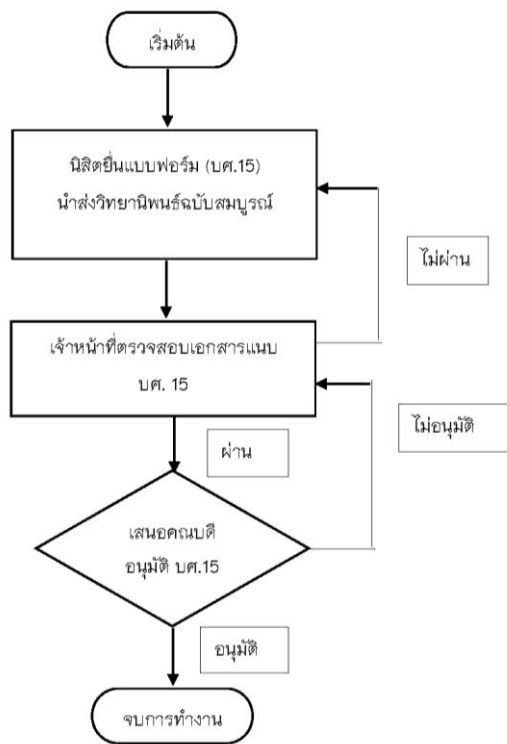 เริ่มต้น
นิสิตยื่นแบบฟอร์ม (บศ.15)
นำส่งวิทยานิพนธ์ฉบับสมบูรณ์
ไม่ผ่าน
เจ้าหน้าที่ตรวจสอบเอกสารแนบ
บศ. 15
ไม่อนุมัติ
ผ่าน
เสนอคณบดี
อนุมัติ บศ.15
อนุมัติ
จบการทำงาน